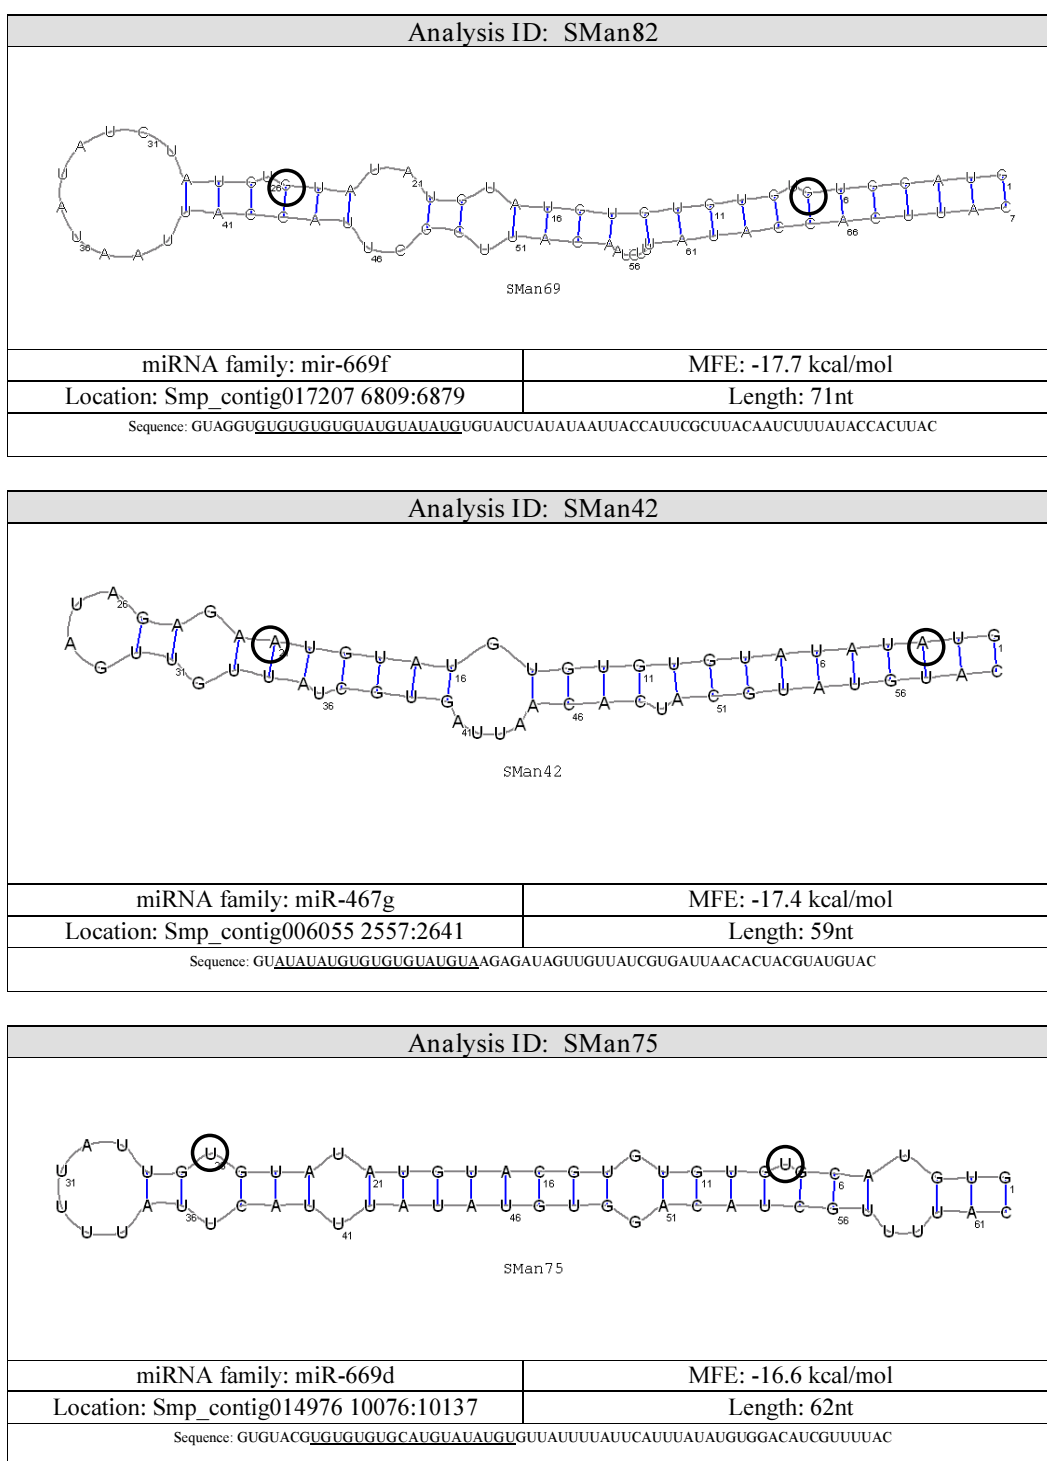 Analysis ID: SMan82
SMan69
miRNA family: mir-669f MFE: -17.7 kcal/mol
Location: Smp_contig017207 6809:6879 Length: 71nt
Sequence: GUAGGUGUGUGUGUGUAUGUAUAUGUGUAUCUAUAUAAUUACCAUUCGCUUACAAUCUUUAUACCACUUAC
Analysis ID: SMan42
SMan42
miRNA family: miR-467g MFE: -17.4 kcal/mol
Location: Smp_contig006055 2557:2641 Length: 59nt
Sequence: GUAUAUAUGUGUGUGUAUGUAAGAGAUAGUUGUUAUCGUGAUUAACACUACGUAUGUAC
Analysis ID: SMan75
SMan75
miRNA family: miR-669d MFE: -16.6 kcal/mol
Location: Smp_contig014976 10076:10137 Length: 62nt
Sequence: GUGUACGUGUGUGUGCAUGUAUAUGUGUUAUUUUAUUCAUUUAUAUGUGGACAUCGUUUUAC